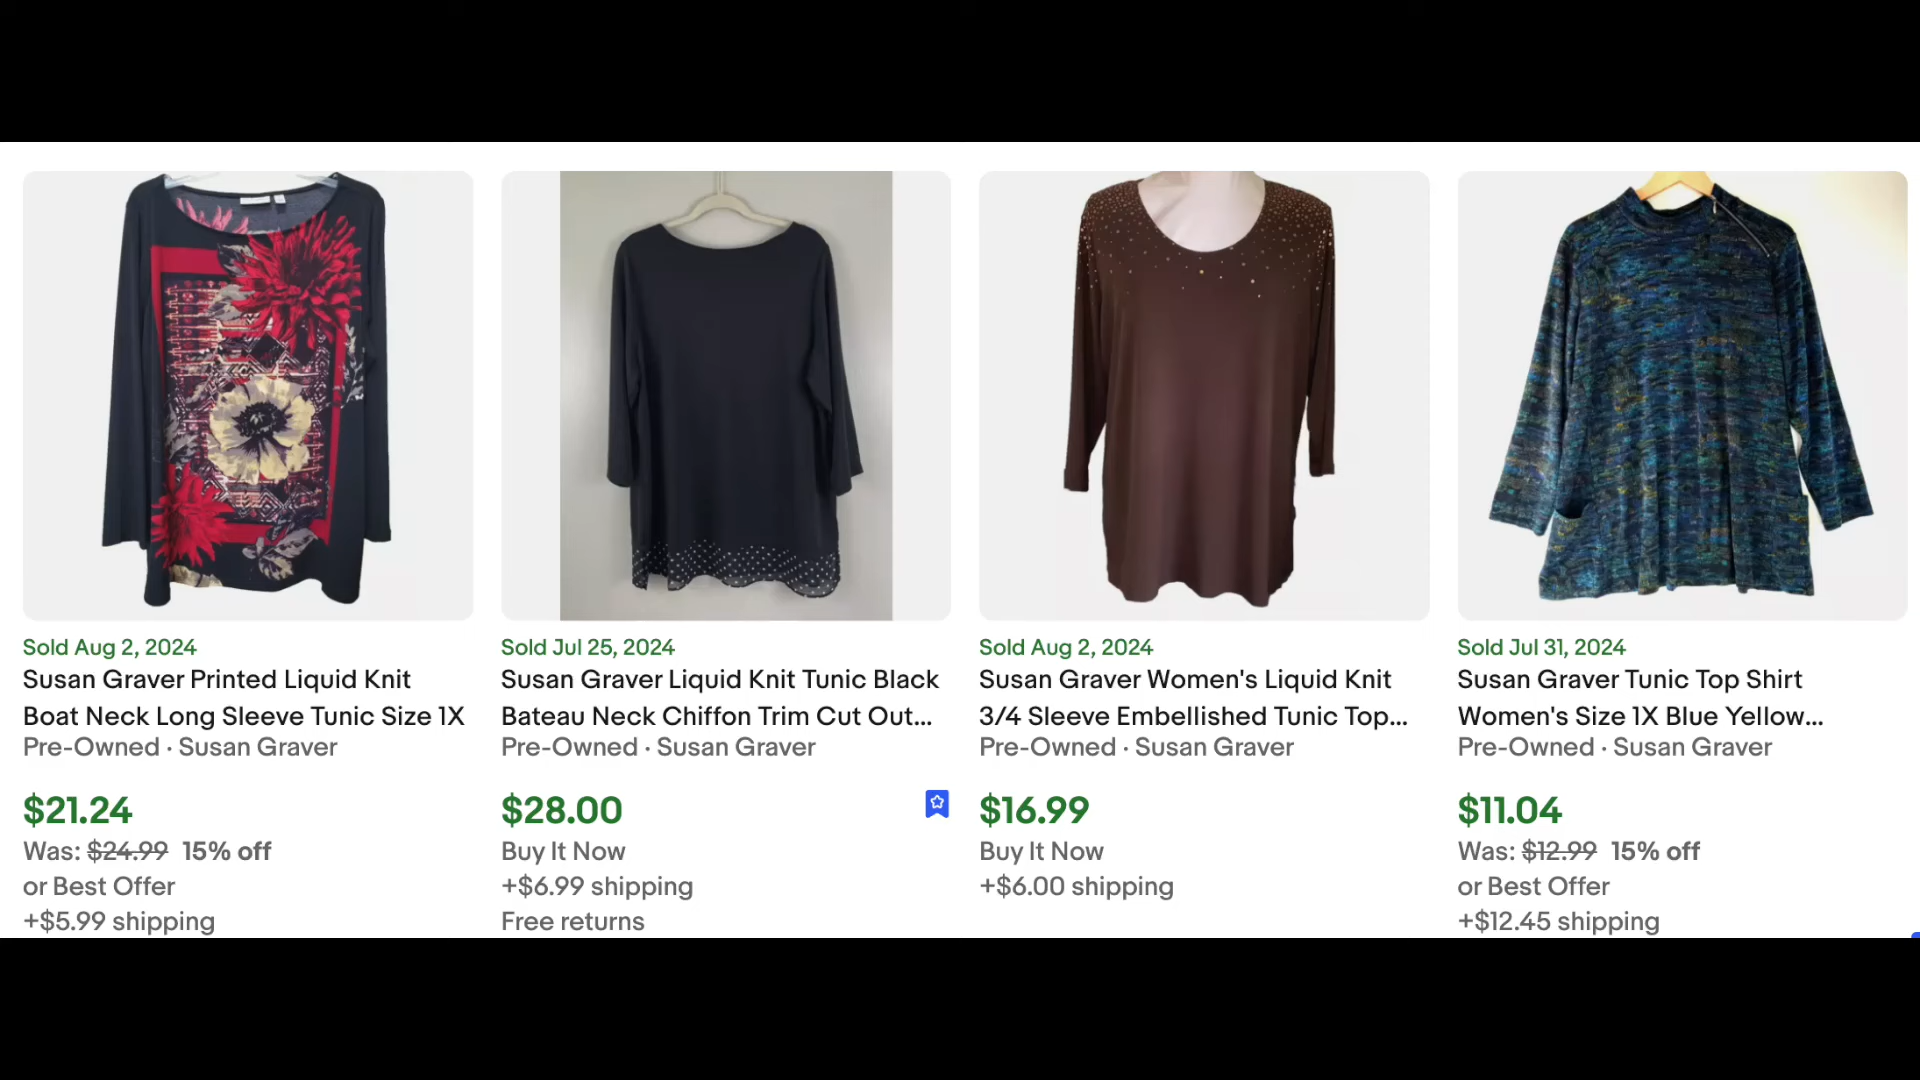 Sold Aug 2, 2024
Susan Graver Printed Liquid Knit
Boat Neck Long Sleeve Tunic Size 1X
Pre-Owned · Susan Graver
$21.24
Was: $24.99 15% off
or Best Offer
+$5.99 shipping
Sold Jul 25, 2024
Susan Graver Liquid Knit Tunic Black
Bateau Neck Chiffon Trim Cut Out...
Pre-Owned · Susan Graver
$28.00
Buy It Now
+$6.99 shipping
Free returns
Sold Aug 2, 2024
Susan Graver Women's Liquid Knit
3/4 Sleeve Embellished Tunic Top...
Pre-Owned · Susan Graver
$16.99
Buy It Now
+$6.00 shipping
Sold Jul 31, 2024
Susan Graver Tunic Top Shirt
Women's Size 1X Blue Yellow...
Pre-Owned · Susan Graver
$11.04
Was: $12.99 15% off
or Best Offer
+$12.45 shipping